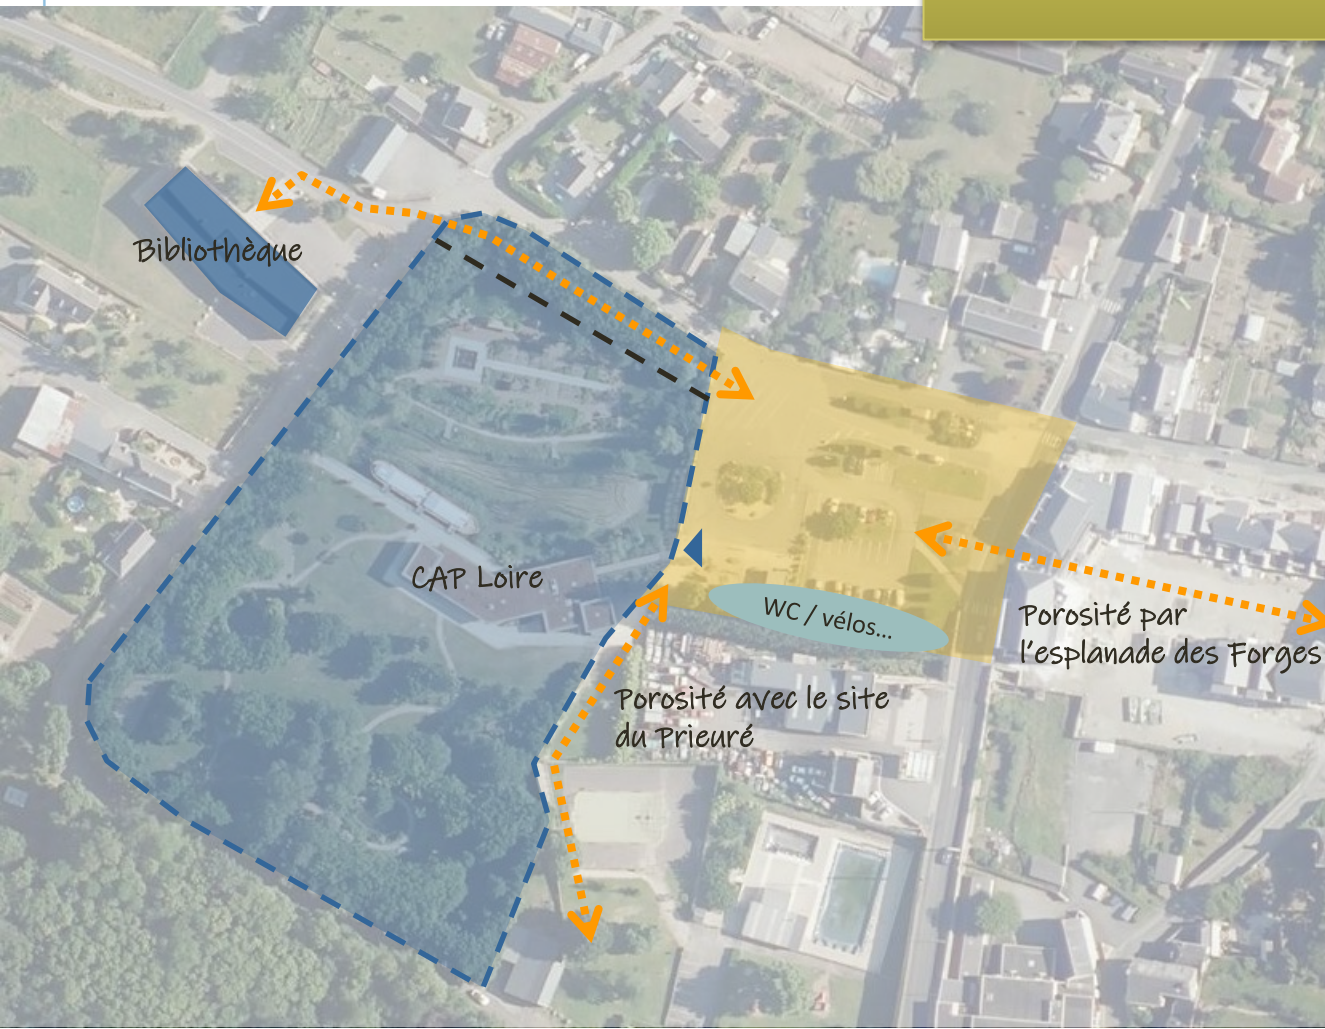 Bibliothèque
CAP Loire
WC / vélos...
Porosité par
l'esplanade des Forges
Porosité avec le site
du Prieuré